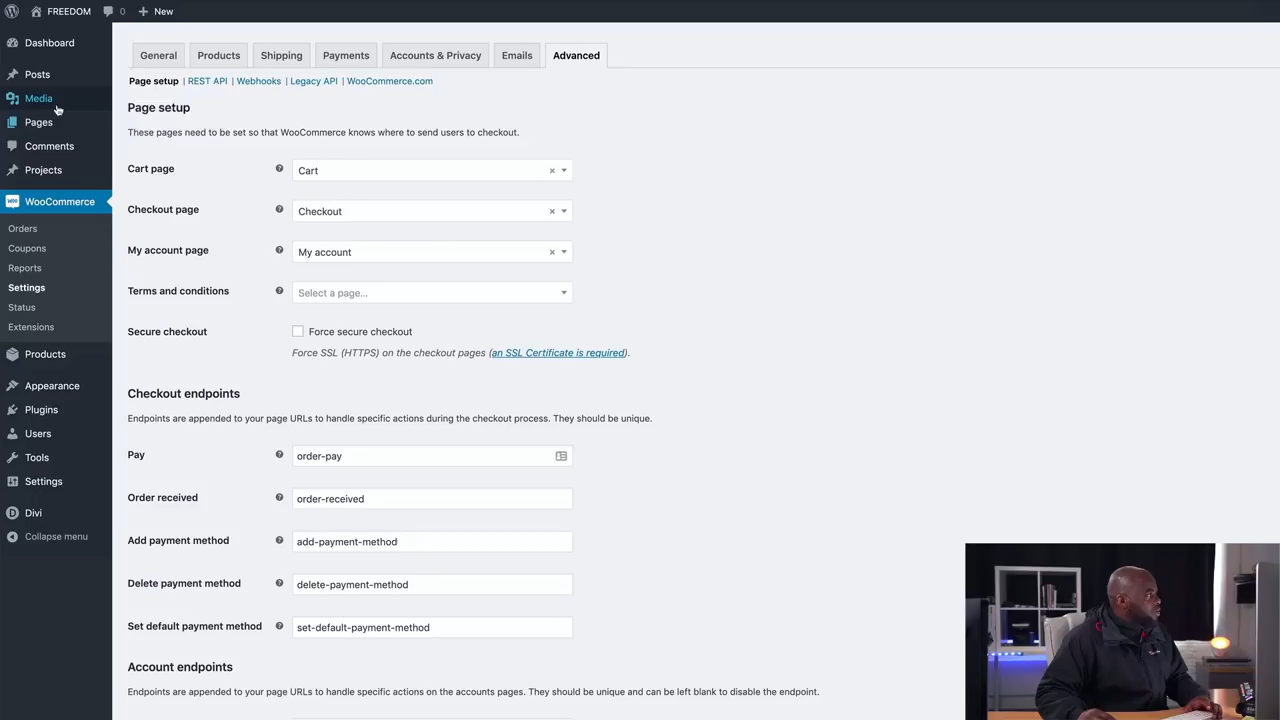 FREEDOM 0 New
Dashboard
Posts
Media
Pages
Comments
Projects
WooCommerce
Orders
Coupons
Reports
Settings
Status
Extensions
Products
Appearance
Plugins
Users
Tools
Settings
Divi
Collapse menu
General Products Shipping Payments Accounts & Privacy Emails Advanced
Page setup | REST API | Webhooks | Legacy API | WooCommerce.com
Page setup
These pages need to be set so that WooCommerce knows where to send users to checkout.
Cart page Cart
Checkout page Checkout
My account page My account
Terms and conditions Select a page...
Secure checkout Force secure checkout
Force SSL (HTTPS) on the checkout pages (an SSL Certificate is required).
Checkout endpoints
Endpoints are appended to your page URLs to handle specific actions during the checkout process. They should be unique.
Pay order-pay
Order received order-received
Add payment method add-payment-method
Delete payment method delete-payment-method
Set default payment method set-default-payment-method
Account endpoints
Endpoints are appended to your page URLs to handle specific actions on the accounts pages. They should be unique and can be left blank to disable the endpoint.